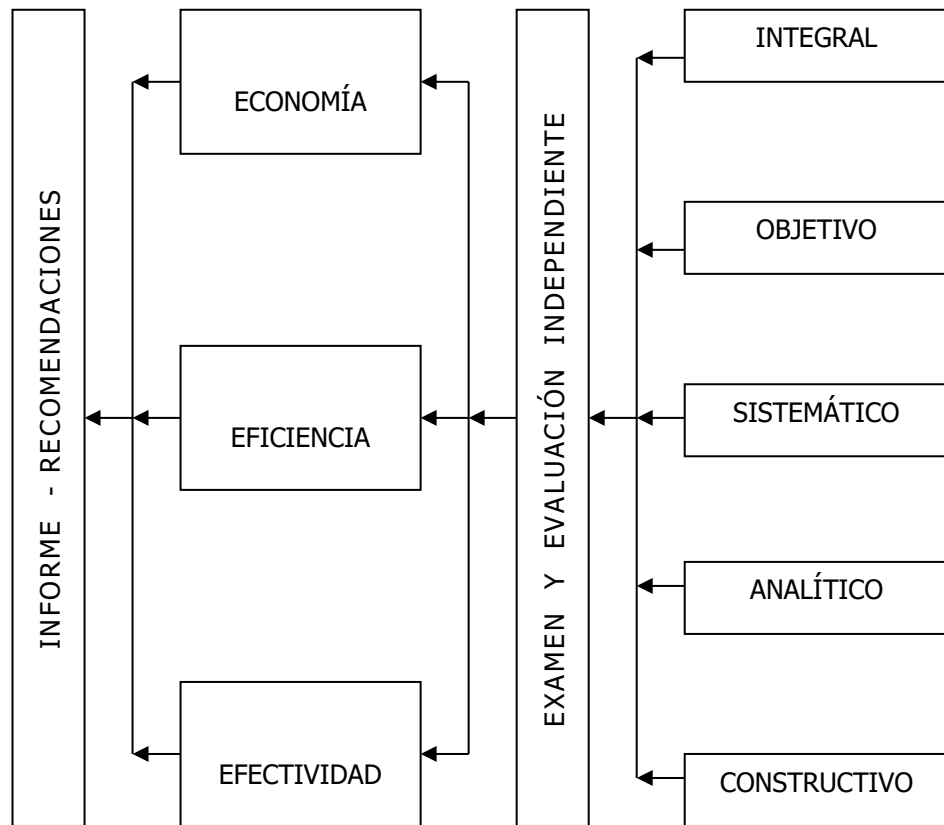 INFORME - RECOMENDACIONES
ECONOMÍA
EFICIENCIA
EFECTIVIDAD
EXAMEN Y EVALUACIÓN INDEPENDIENTE
INTEGRAL
OBJETIVO
SISTEMÁTICO
ANALÍTICO
CONSTRUCTIVO